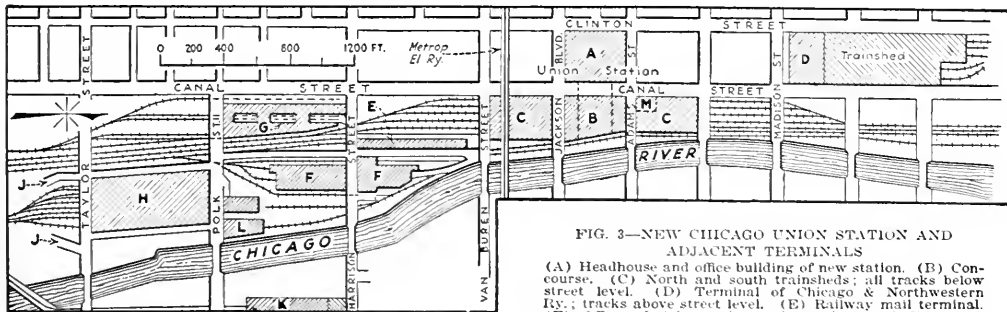 CLINTON STREET
0 200 400 800 1200 FT.
Metrop
El Ry.
STREET
BLVD.
A
ST.
ST.
D
Trainshed
Union Station
CANAL STREET
E
CANAL STREET
M
G
C
B
C
STREET
STREET
JACKSON
ADAMS
MADISON
RIVER
J
F
F
TAYLOR
H
POLK
L
J
CHICAGO
HARRISON
VAN BUREN
K
FIG. 3—NEW CHICAGO UNION STATION AND
ADJACENT TERMINALS
(A) Headhouse and office building of new station. (B) Con-
course. (C) North and south trainsheds; all tracks below
street level. (D) Terminal of Chicago & Northwestern
Ry.; tracks above street level. (E) Railway mail terminal.